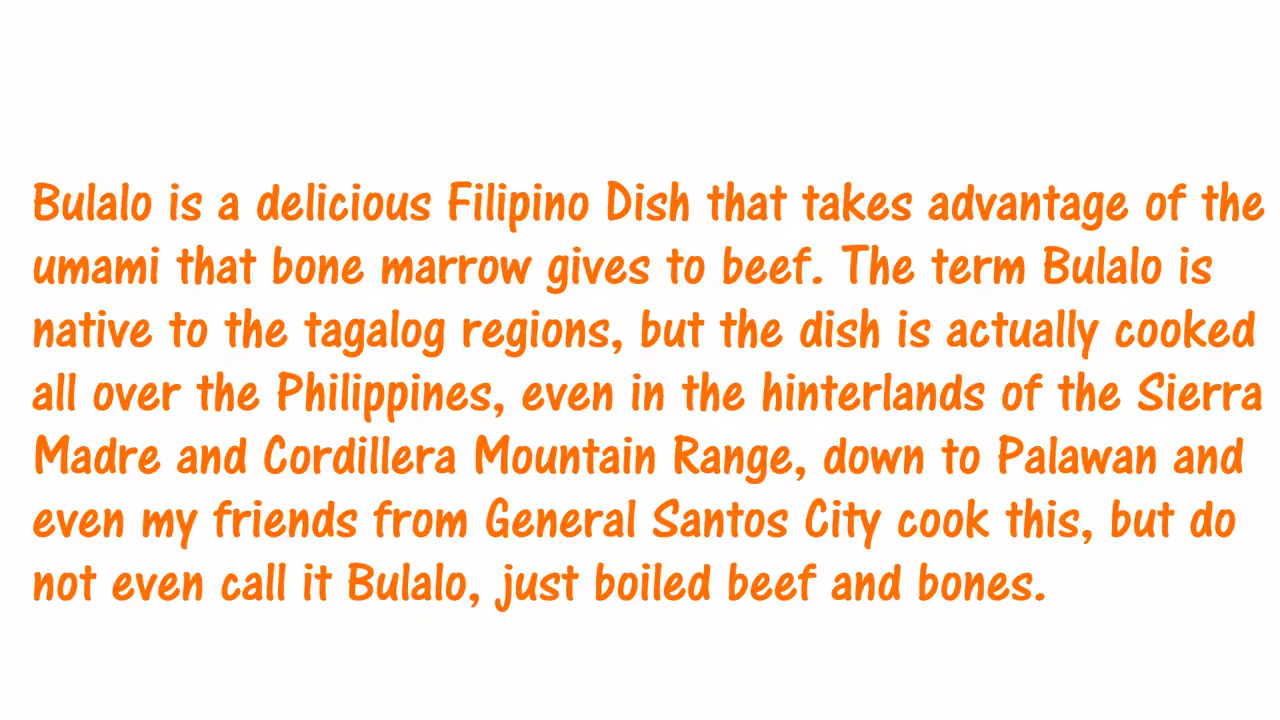 Bulalo is a delicious Filipino Dish that takes advantage of the
umami that bone marrow gives to beef. The term Bulalo is
native to the tagalog regions, but the dish is actually cooked
all over the Philippines, even in the hinterlands of the Sierra
Madre and Cordillera Mountain Range, down to Palawan and
even my friends from General Santos City cook this, but do
not even call it Bulalo, just boiled beef and bones.